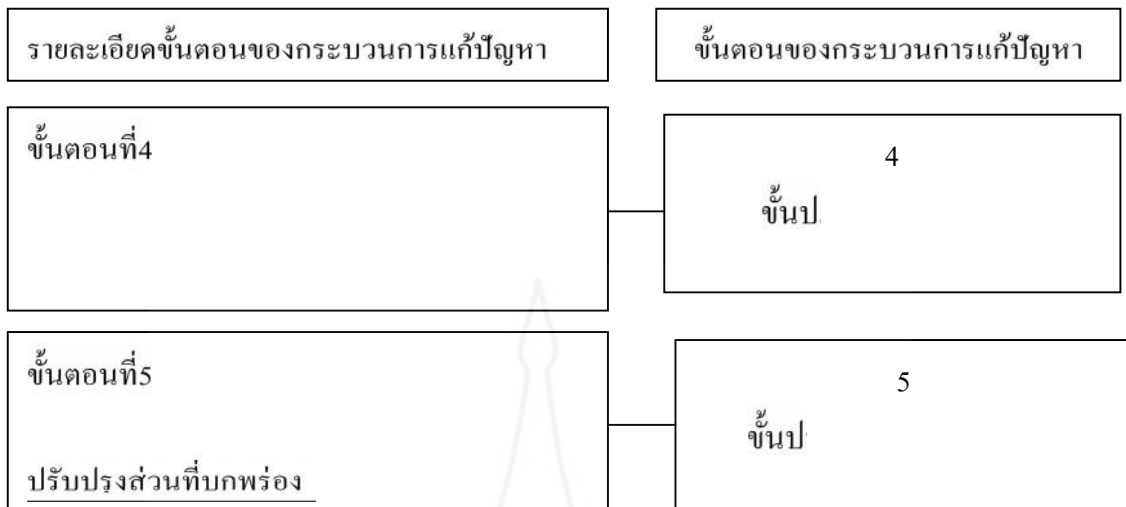 รายละเอียดขั้นตอนของกระบวนการแก้ปัญหา
ขั้นตอนของกระบวนการแก้ปัญหา
ขั้นตอนที่4
4
ขั้นป
ขั้นตอนที่5
5
ขั้นป
ปรับปรุงส่วนที่บกพร่อง